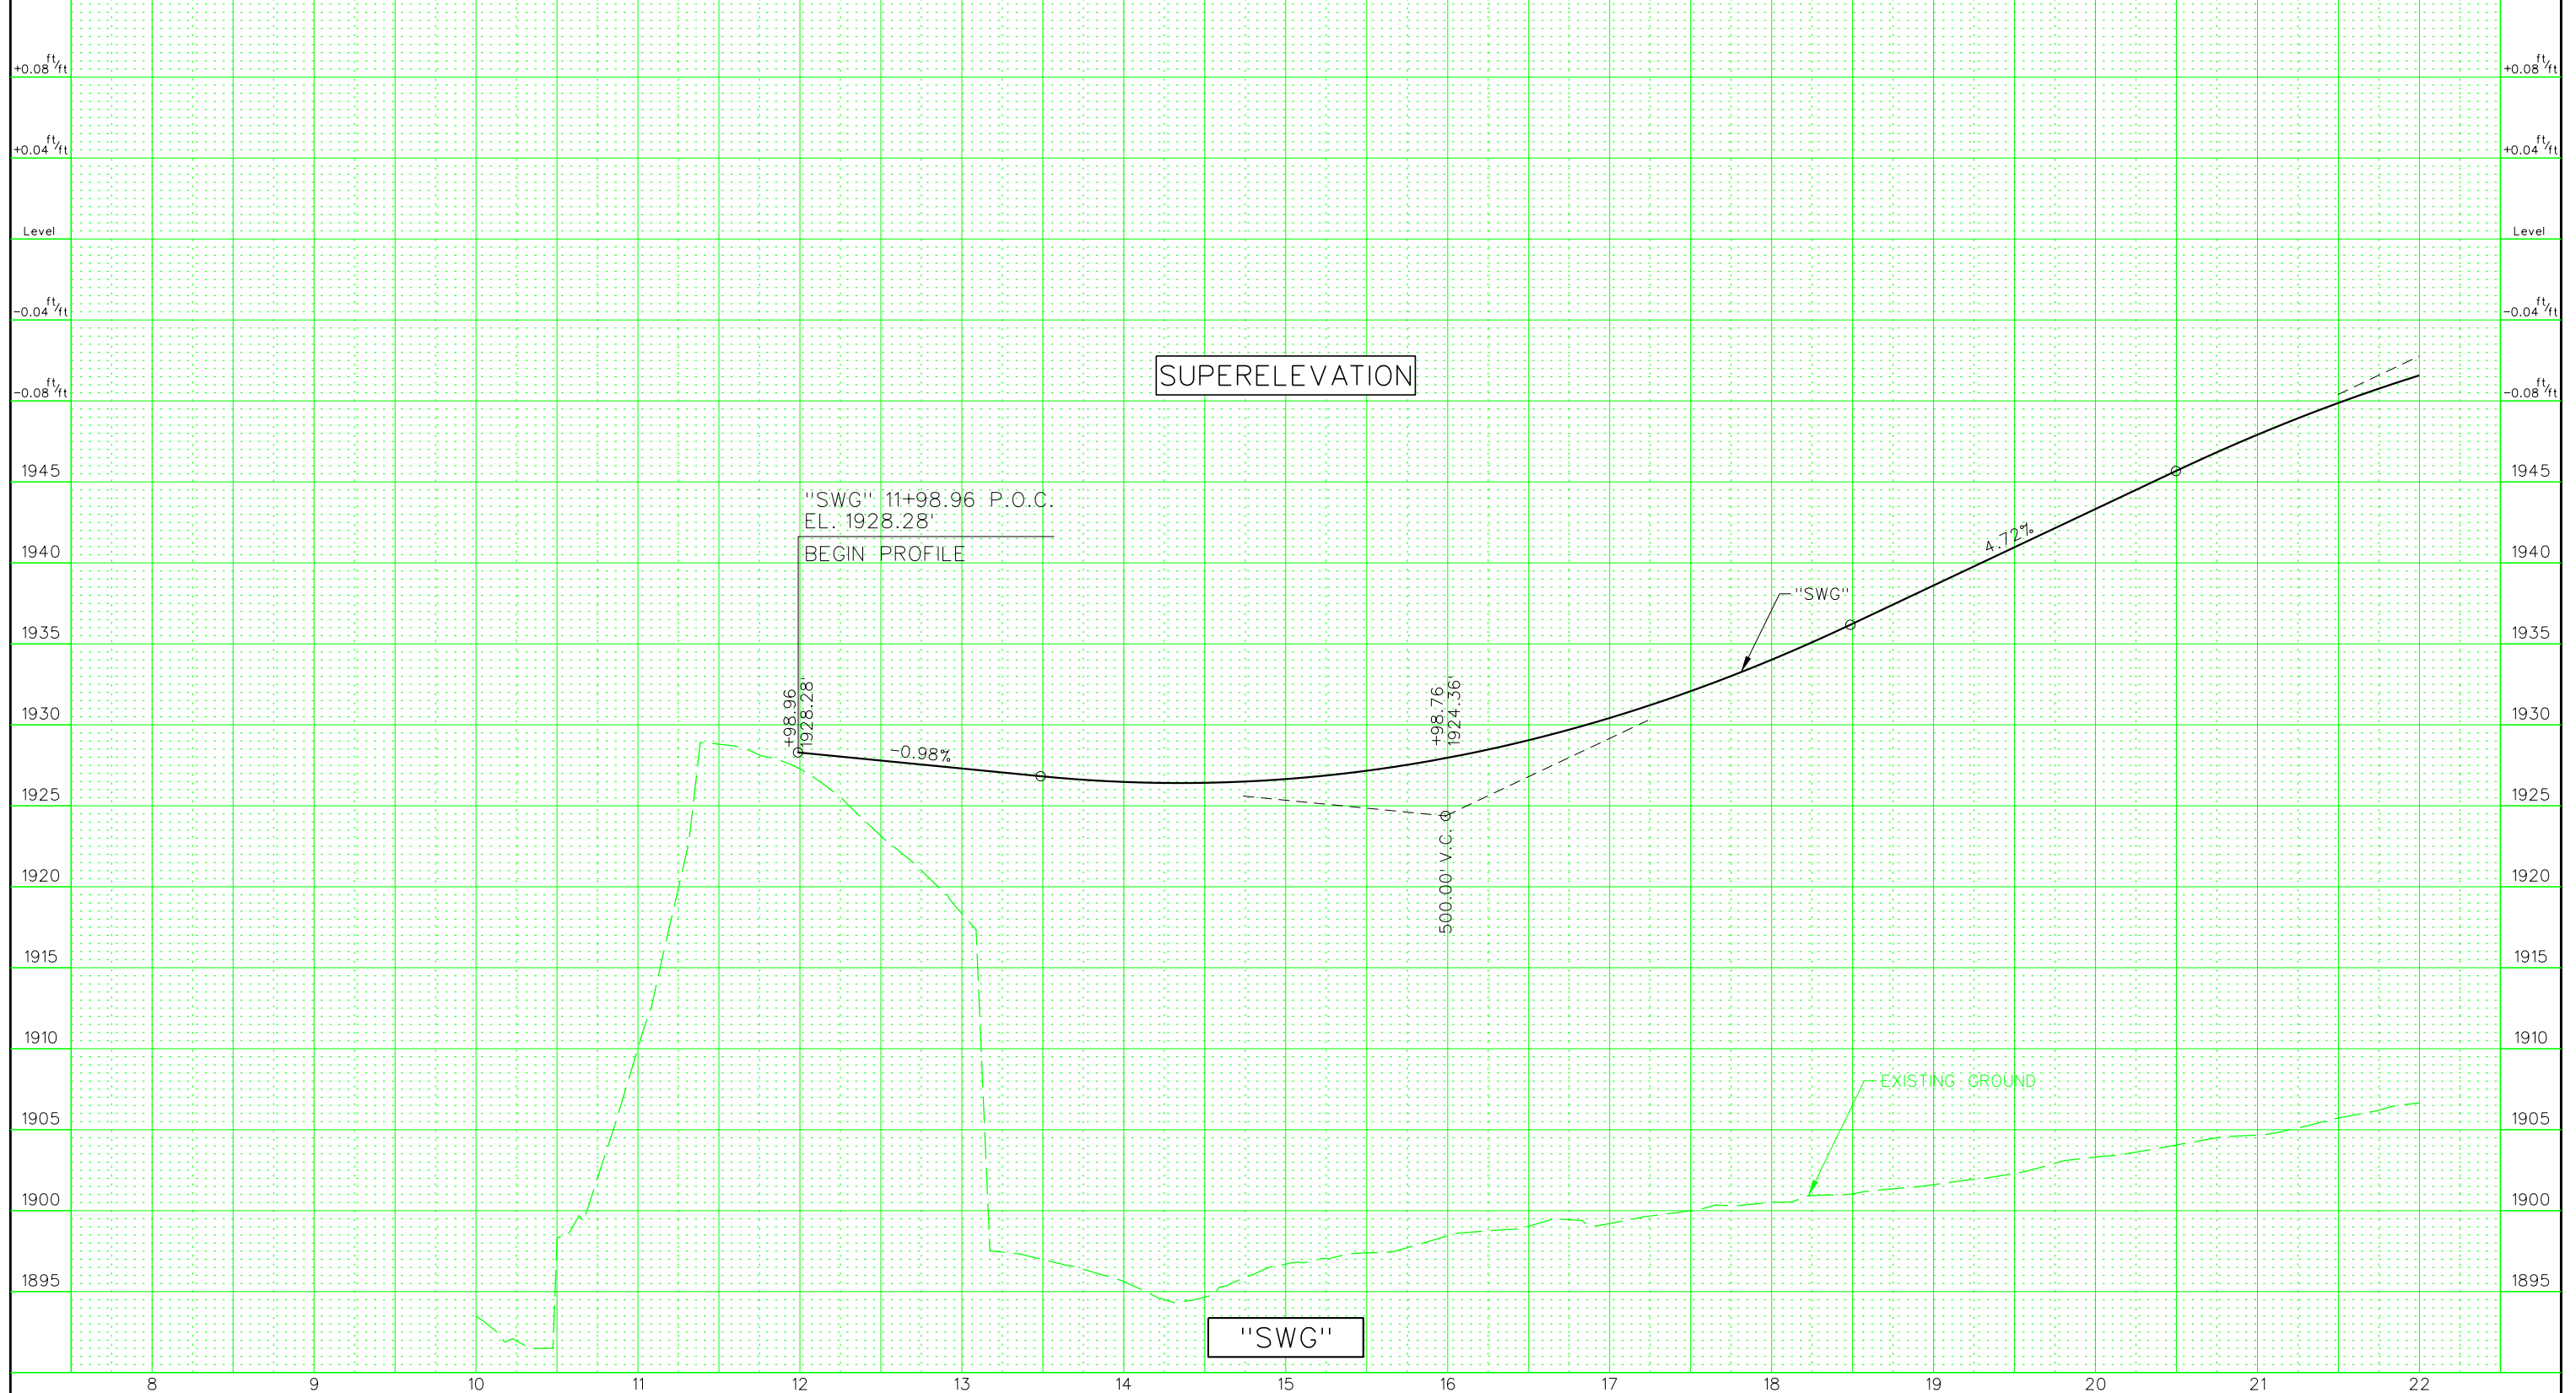 +0.08 ft/ft
+0.08 ft/ft
+0.04 ft/ft
+0.04 ft/ft
Level
Level
-0.04 ft/ft
-0.04 ft/ft
SUPERELEVATION
-0.08 ft/ft
-0.08 ft/ft
1945
1945
"SWG" 11+98.96 P.O.C.
EL. 1928.28'
BEGIN PROFILE
4.72%
1940
1940
"SWG"
1935
1935
+98.96
1928.28'
+98.76
1924.36'
1930
1930
-0.98%
1925
1925
500.00' V.C.
1920
1920
1915
1915
1910
1910
EXISTING GROUND
1905
1905
1900
1900
1895
1895
"SWG"
8 9 10 11 12 13 14 15 16 17 18 19 20 21 22